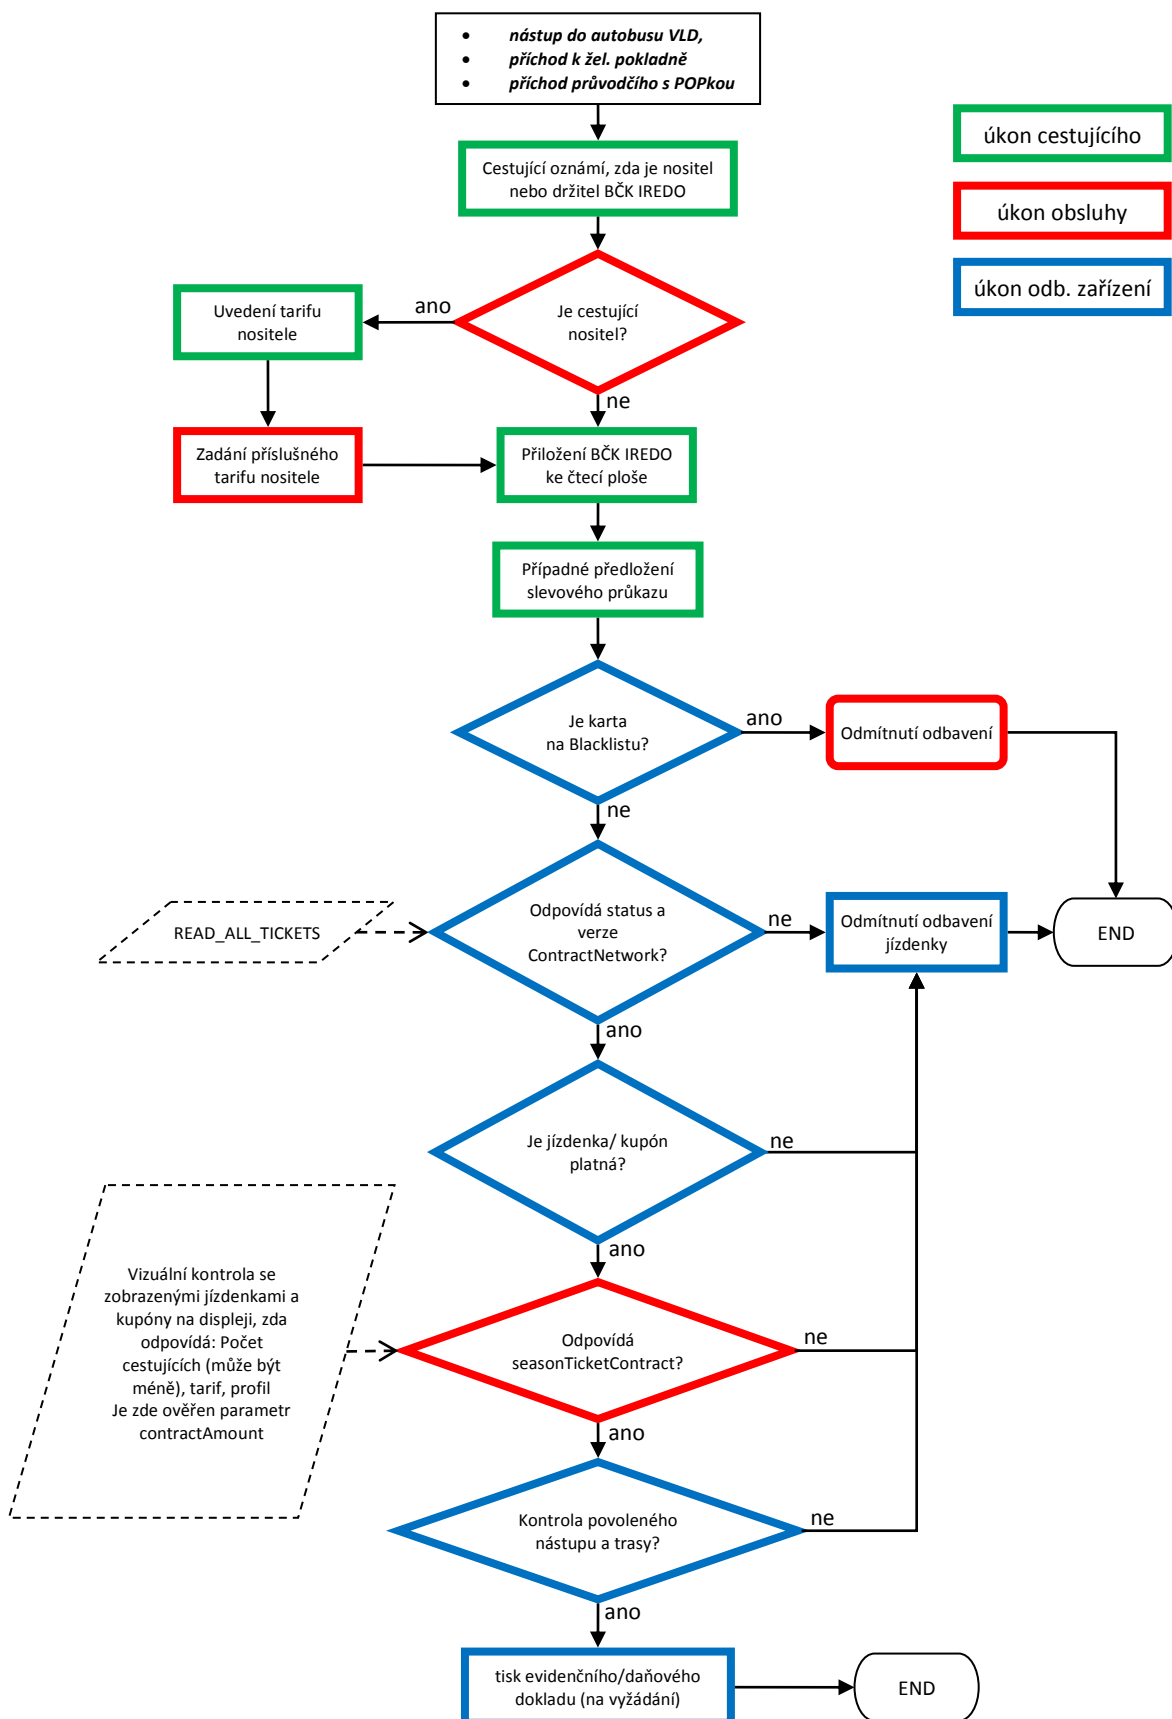 • nástup do autobusu VLD,
• příchod k žel. pokladně
• příchod průvodčího s POPkou
úkon cestujícího
Cestující oznámí, zda je nositel
nebo držitel BČK IREDO
úkon obsluhy
úkon odb. zařízení
Uvedení tarifu
nositele
ano
Je cestující
nositel?
ne
Zadání příslušného
tarifu nositele
Přiložení BČK IREDO
ke čtecí ploše
Případné předložení
slevového průkazu
Je karta
na Blacklistu?
ano
Odmítnutí odbavení
ne
READ_ALL_TICKETS
Odpovídá status a
verze
ContractNetwork?
ne
Odmítnutí odbavení
jízdenky
END
ano
Je jízdenka/ kupón
platná?
ne
ano
Vizuální kontrola se
zobrazenými jízdenkami a
kupóny na displeji, zda
odpovídá: Počet
cestujících (může být
méně), tarif, profil
Je zde ověřen parametr
contractAmount
Odpovídá
seasonTicketContract?
ne
ano
Kontrola povoleného
nástupu a trasy?
ne
ano
tisk evidenčního/daňového
dokladu (na vyžádání)
END